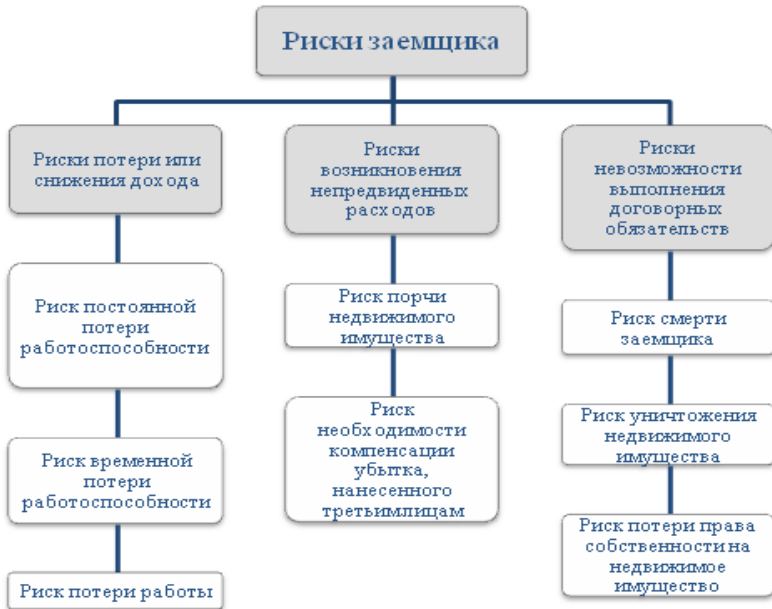 Риски заемщика
Риски потери или
снижения дохода
Риск постоянной
потери
работоспособности
Риск временной
потери
работоспособности
Риск потери работы
Риски
возникновения
непредвиденных
расходов
Риск порчи
недвижимого
имущества
Риск
необходимости
компенсации
убытка,
нанесенного
третьимлицам
Риски
невозможности
выполнения
договорных
обязательств
Риск смерти
заемщика
Риск уничтожения
недвижимого
имущества
Риск потери права
собственности на
недвижимое
имущество